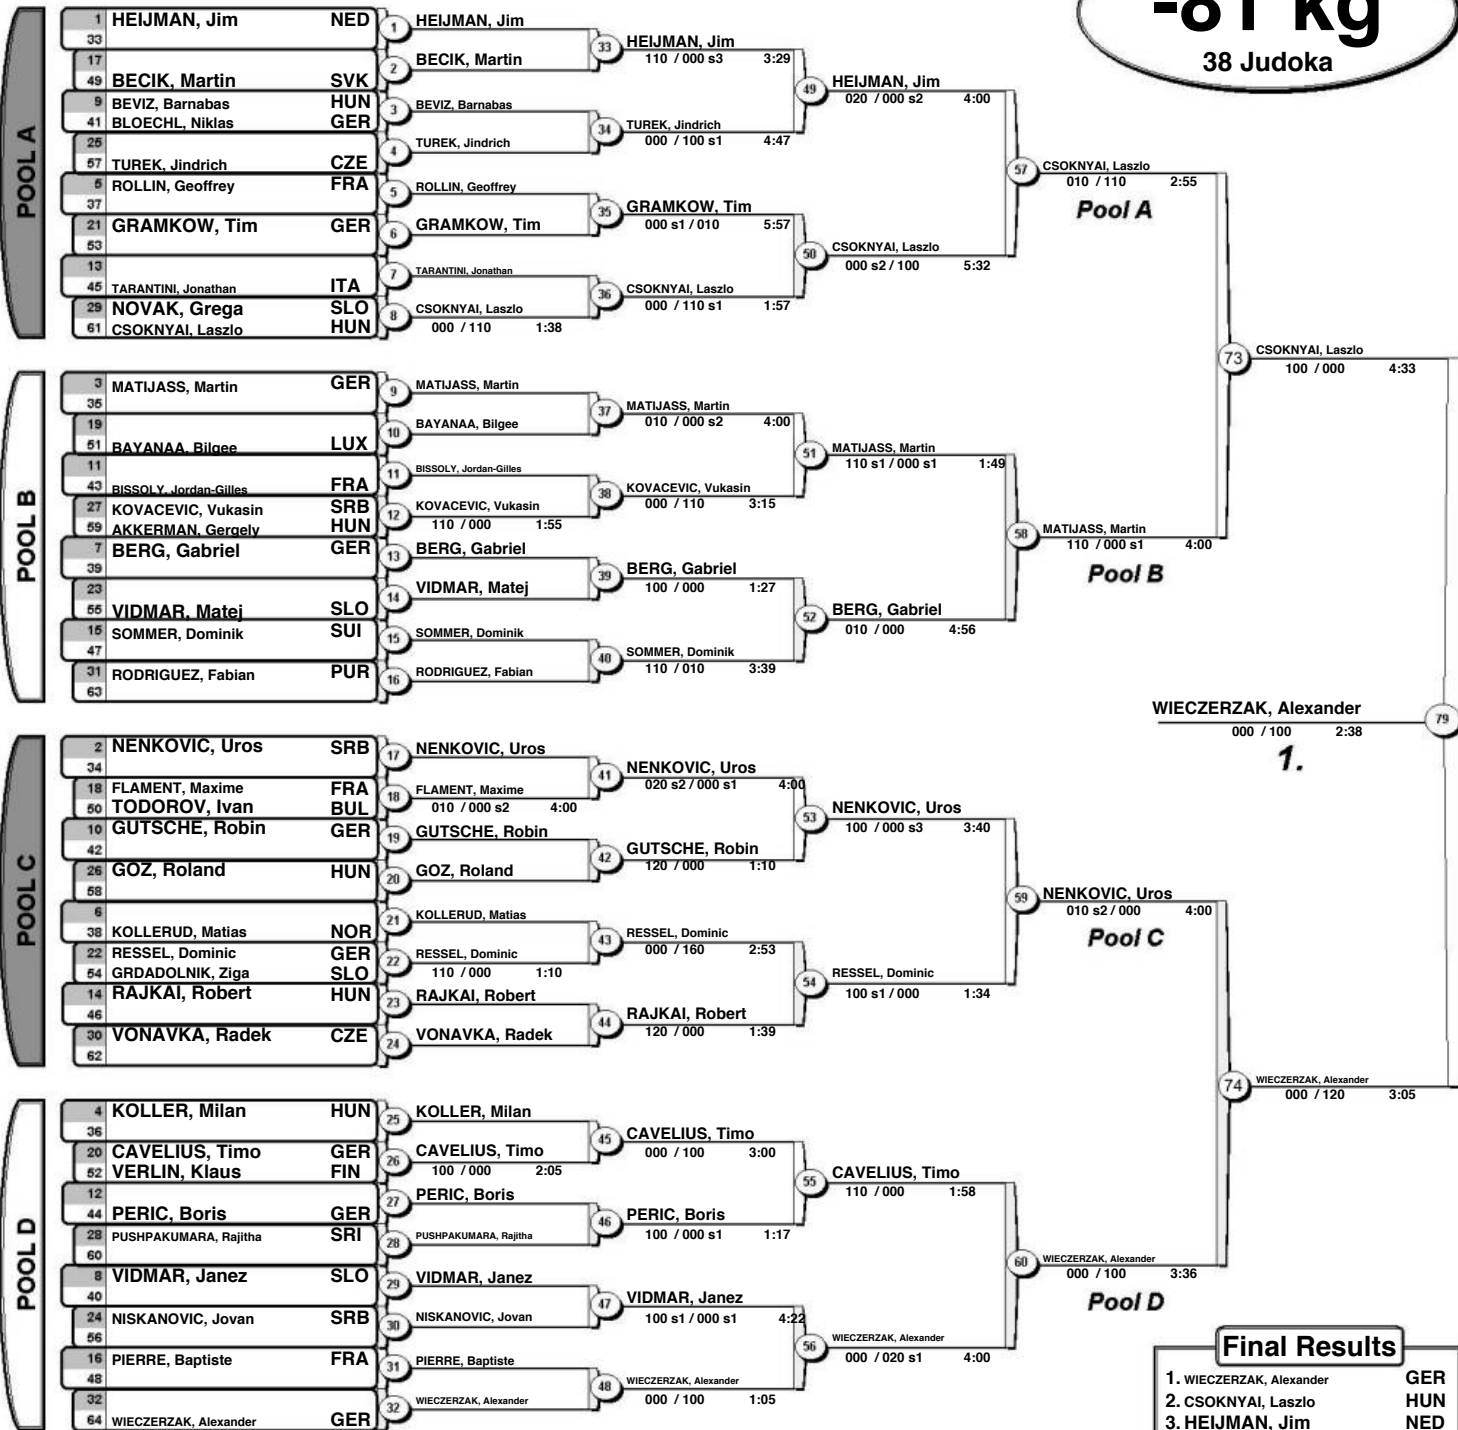 -81 kg
38 Judoka
POOL A
1 HEIJMAN, Jim NED
33
17
49 BECIK, Martin SVK
9 BEVIZ, Barnabas HUN
41 BLOECHL, Niklas GER
25
57 TUREK, Jindrich CZE
5 ROLLIN, Geoffrey FRA
37
21 GRAMKOW, Tim GER
53
13
45 TARANTINI, Jonathan ITA
29 NOVAK, Grega SLO
61 CSOKNYAI, Laszlo HUN
1 HEIJMAN, Jim
2 BECIK, Martin
3 BEVIZ, Barnabas
4 TUREK, Jindrich
5 ROLLIN, Geoffrey
6 GRAMKOW, Tim
7 TARANTINI, Jonathan
8 CSOKNYAI, Laszlo
000 / 110 1:38
33 HEIJMAN, Jim
110 / 000 s3 3:29
34 TUREK, Jindrich
000 / 100 s1 4:47
35 GRAMKOW, Tim
000 s1 / 010 5:57
36 CSOKNYAI, Laszlo
000 / 110 s1 1:57
49 HEIJMAN, Jim
020 / 000 s2 4:00
50 CSOKNYAI, Laszlo
000 s2 / 100 5:32
57 CSOKNYAI, Laszlo
010 / 110 2:55
Pool A
POOL B
3 MATIJASS, Martin GER
35
19
51 BAYANAA, Bilgee LUX
11
43 BISSOLY, Jordan-Gilles FRA
27 KOVACEVIC, Vukasin SRB
59 AKKERMAN, Gergely HUN
7 BERG, Gabriel GER
39
23
55 VIDMAR, Matej SLO
15 SOMMER, Dominik SUI
47
31 RODRIGUEZ, Fabian PUR
63
9 MATIJASS, Martin
10 BAYANAA, Bilgee
11 BISSOLY, Jordan-Gilles
12 KOVACEVIC, Vukasin
110 / 000 1:55
13 BERG, Gabriel
14 VIDMAR, Matej
15 SOMMER, Dominik
16 RODRIGUEZ, Fabian
37 MATIJASS, Martin
010 / 000 s2 4:00
38 KOVACEVIC, Vukasin
000 / 110 3:15
39 BERG, Gabriel
100 / 000 1:27
40 SOMMER, Dominik
110 / 010 3:39
51 MATIJASS, Martin
110 s1 / 000 s1 1:49
52 BERG, Gabriel
010 / 000 4:56
58 MATIJASS, Martin
110 / 000 s1 4:00
Pool B
73 CSOKNYAI, Laszlo
100 / 000 4:33
WIECZERZAK, Alexander 79
000 / 100 2:38
1.
POOL C
2 NENKOVIC, Uros SRB
34
18 FLAMENT, Maxime FRA
50 TODOROV, Ivan BUL
10 GUTSCHE, Robin GER
42
26 GOZ, Roland HUN
58
6
38 KOLLERUD, Matias NOR
22 RESSEL, Dominic GER
54 GRDADOLNIK, Ziga SLO
14 RAJKAI, Robert HUN
46
30 VONAVKA, Radek CZE
62
17 NENKOVIC, Uros
18 FLAMENT, Maxime
010 / 000 s2 4:00
19 GUTSCHE, Robin
20 GOZ, Roland
21 KOLLERUD, Matias
22 RESSEL, Dominic
110 / 000 1:10
23 RAJKAI, Robert
24 VONAVKA, Radek
41 NENKOVIC, Uros
020 s2 / 000 s1 4:00
42 GUTSCHE, Robin
120 / 000 1:10
43 RESSEL, Dominic
000 / 160 2:53
44 RAJKAI, Robert
120 / 000 1:39
53 NENKOVIC, Uros
100 / 000 s3 3:40
54 RESSEL, Dominic
100 s1 / 000 1:34
59 NENKOVIC, Uros
010 s2 / 000 4:00
Pool C
POOL D
4 KOLLER, Milan HUN
36
20 CAVELIUS, Timo GER
52 VERLIN, Klaus FIN
12
44 PERIC, Boris GER
28 PUSHPAKUMARA, Rajitha SRI
60
8 VIDMAR, Janez SLO
40
24 NISKANOVIC, Jovan SRB
56
16 PIERRE, Baptiste FRA
48
32
64 WIECZERZAK, Alexander GER
25 KOLLER, Milan
26 CAVELIUS, Timo
100 / 000 2:05
27 PERIC, Boris
28 PUSHPAKUMARA, Rajitha
29 VIDMAR, Janez
30 NISKANOVIC, Jovan
31 PIERRE, Baptiste
32 WIECZERZAK, Alexander
45 CAVELIUS, Timo
000 / 100 3:00
46 PERIC, Boris
100 / 000 s1 1:17
47 VIDMAR, Janez
100 s1 / 000 s1 4:22
48 WIECZERZAK, Alexander
000 / 100 1:05
55 CAVELIUS, Timo
110 / 000 1:58
56 WIECZERZAK, Alexander
000 / 020 s1 4:00
60 WIECZERZAK, Alexander
000 / 100 3:36
Pool D
74 WIECZERZAK, Alexander
000 / 120 3:05
Final Results
1. WIECZERZAK, Alexander GER
2. CSOKNYAI, Laszlo HUN
3. HEIJMAN, Jim NED